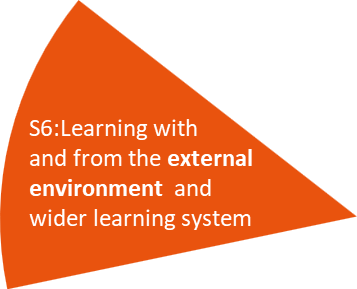 S6:Learning with
and from the external
environment  and
wider learning system